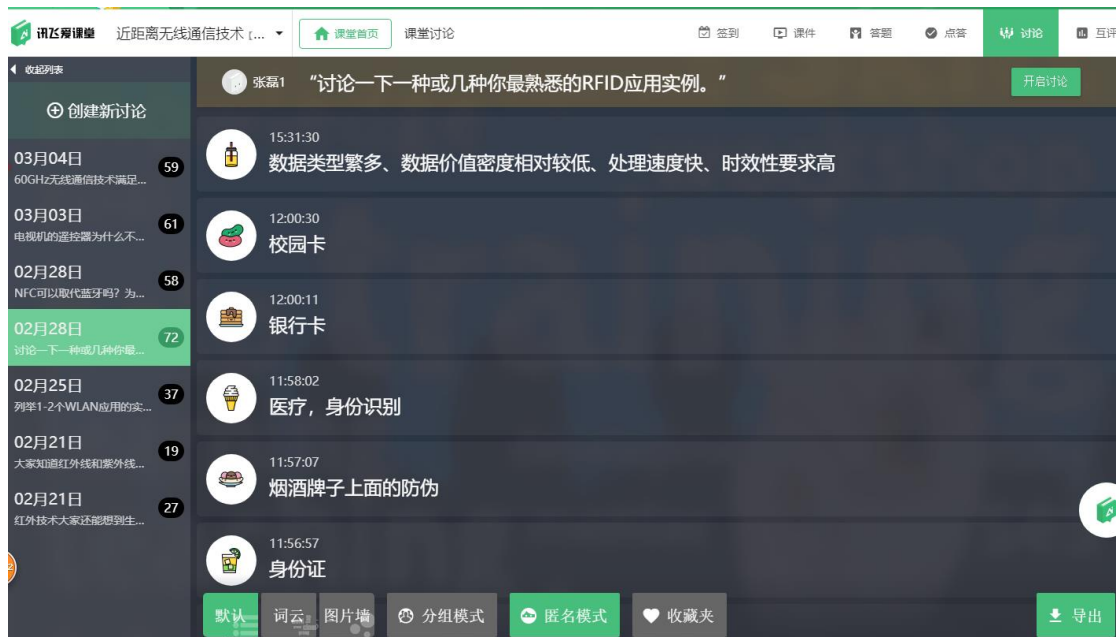 讯飞爱课堂
近距离无线通信技术 [... 课堂首页 课堂讨论 签到 课件 答题 点答 讨论 互评
收起列表
创建新讨论
03月04日 59
60GHz无线通信技术满足...
03月03日 61
电视机的遥控器为什么不...
02月28日 58
NFC可以取代蓝牙吗？为...
02月28日 72
讨论一下一种或几种你最...
02月25日 37
列举1-2个WLAN应用的实...
02月21日 19
大家知道红外线和紫外线...
02月21日 27
红外技术大家还能想到生...
张磊1 “讨论一下一种或几种你最熟悉的RFID应用实例。” 开启讨论
15:31:30
数据类型繁多、数据价值密度相对较低、处理速度快、时效性要求高
12:00:30
校园卡
12:00:11
银行卡
11:58:02
医疗，身份识别
11:57:07
烟酒牌子上面的防伪
11:56:57
身份证
默认 词云 图片墙 分组模式 匿名模式 收藏夹 导出